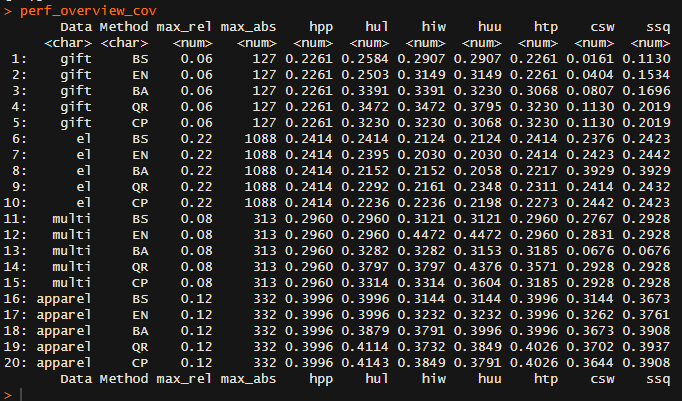 > perf_overview_cov
Data Method max_rel max_abs hpp hul hiw huu htp csw ssq
<char> <char> <num> <num> <num> <num> <num> <num> <num> <num> <num>
1: gift BS 0.06 127 0.2261 0.2584 0.2907 0.2907 0.2261 0.0161 0.1130
2: gift EN 0.06 127 0.2261 0.2503 0.3149 0.3149 0.2261 0.0404 0.1534
3: gift BA 0.06 127 0.2261 0.3391 0.3391 0.3230 0.3068 0.0807 0.1696
4: gift QR 0.06 127 0.2261 0.3472 0.3472 0.3795 0.3230 0.1130 0.2019
5: gift CP 0.06 127 0.2261 0.3230 0.3230 0.3068 0.3230 0.1130 0.2019
6: el BS 0.22 1088 0.2414 0.2414 0.2124 0.2124 0.2414 0.2376 0.2423
7: el EN 0.22 1088 0.2414 0.2395 0.2030 0.2030 0.2414 0.2423 0.2442
8: el BA 0.22 1088 0.2414 0.2152 0.2152 0.2058 0.2217 0.3929 0.3929
9: el QR 0.22 1088 0.2414 0.2292 0.2161 0.2348 0.2311 0.2414 0.2432
10: el CP 0.22 1088 0.2414 0.2236 0.2236 0.2198 0.2273 0.2442 0.2423
11: multi BS 0.08 313 0.2960 0.2960 0.3121 0.3121 0.2960 0.2767 0.2928
12: multi EN 0.08 313 0.2960 0.2960 0.4472 0.4472 0.2960 0.2831 0.2928
13: multi BA 0.08 313 0.2960 0.3282 0.3282 0.3153 0.3185 0.0676 0.0676
14: multi QR 0.08 313 0.2960 0.3797 0.3797 0.4376 0.3571 0.2928 0.2928
15: multi CP 0.08 313 0.2960 0.3314 0.3314 0.3604 0.3185 0.2928 0.2928
16: apparel BS 0.12 332 0.3996 0.3996 0.3144 0.3144 0.3996 0.3144 0.3673
17: apparel EN 0.12 332 0.3996 0.3996 0.3232 0.3232 0.3996 0.3262 0.3761
18: apparel BA 0.12 332 0.3996 0.3879 0.3791 0.3996 0.3996 0.3673 0.3908
19: apparel QR 0.12 332 0.3996 0.4114 0.3732 0.3849 0.4026 0.3702 0.3937
20: apparel CP 0.12 332 0.3996 0.4143 0.3849 0.3791 0.4026 0.3644 0.3908
Data Method max_rel max_abs hpp hul hiw huu htp csw ssq
>